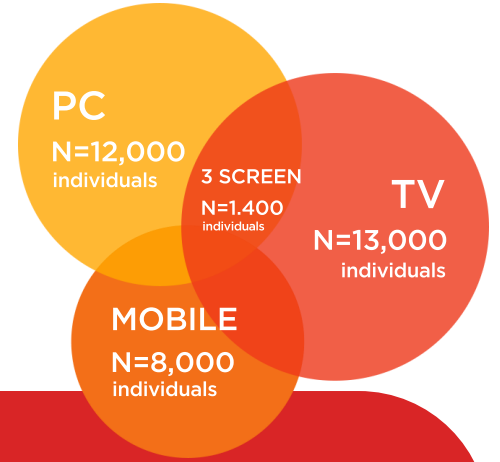 PC
N=12,000
individuals
3 SCREEN
N=1.400
individuals
TV
N=13,000
individuals
MOBILE
N=8,000
individuals